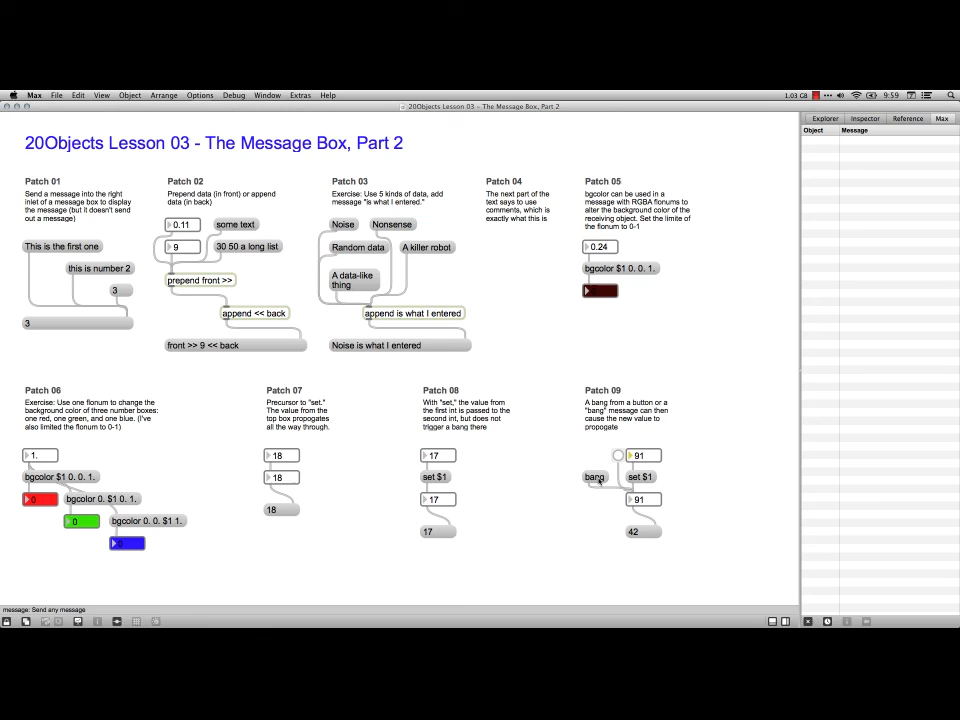 Max File Edit View Object Arrange Options Debug Window Extras Help 1.03 GB 9:59
20Objects Lesson 03 - The Message Box, Part 2
Explorer Inspector Reference Max
Object Message
20Objects Lesson 03 - The Message Box, Part 2
Patch 01
Send a message into the right
inlet of a message box to display
the message (but it doesn't send
out a message)
This is the first one
this is number 2
3
3
Patch 02
Prepend data (in front) or append
data (in back)
0.11
some text
9
30 50 a long list
prepend front >>
append << back
front >> 9 << back
Patch 03
Exercise: Use 5 kinds of data, add
message "is what I entered."
Noise
Nonsense
Random data
A killer robot
A data-like
thing
append is what I entered
Noise is what I entered
Patch 04
The next part of the
text says to use
comments, which is
exactly what this is
Patch 05
bgcolor can be used in a
message with RGBA flonums to
alter the background color of the
receiving object. Set the limite of
the flonum to 0-1
0.24
bgcolor $1 0. 0. 1.
Patch 06
Exercise: Use one flonum to change the
background color of three number boxes:
one red, one green, and one blue. (I've
also limited the flonum to 0-1)
1.
bgcolor $1 0. 0. 1.
0
bgcolor 0. $1 0. 1.
0
bgcolor 0. 0. $1 1.
0
Patch 07
Precursor to "set."
The value from the
top box propogates
all the way through.
18
18
18
Patch 08
With "set," the value from
the first int is passed to the
second int, but does not
trigger a bang there
17
set $1
17
17
Patch 09
A bang from a button or a
"bang" message can then
cause the new value to
propogate
91
bang
set $1
91
42
message: Send any message